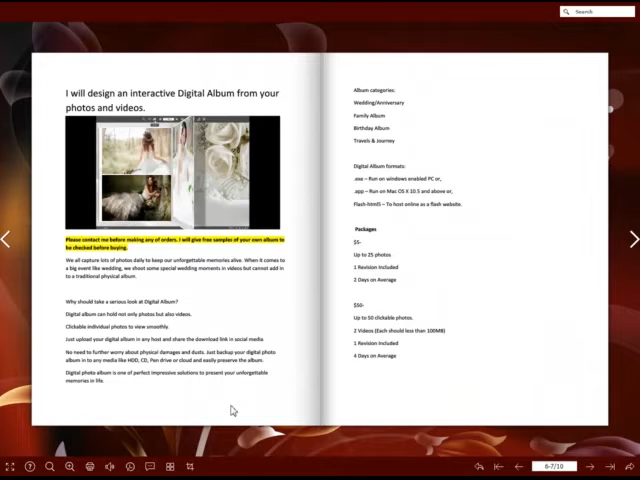 Search
I will design an interactive Digital Album from your
photos and videos.
Please contact me before making any of orders. I will give free samples of your own album to
be checked before buying.
We all capture lots of photos daily to keep our unforgettable memories alive. When it comes to
a big event like wedding, we shoot some special wedding moments in videos but cannot add in
to a traditional physical album.
Why should take a serious look at Digital Album?
Digital album can hold not only photos but also videos.
Clickable individual photos to view smoothly.
Just upload your digital album in any host and share the download link in social media
No need to further worry about physical damages and dusts. Just backup your digital photo
album in to any media like HDD, CD, Pen drive or cloud and easily preserve the album.
Digital photo album is one of perfect impressive solutions to present your unforgettable
memories in life.
Album categories:
Wedding/Anniversary
Family Album
Birthday Album
Travels & Journey
Digital Album formats:
.exe – Run on windows enabled PC or,
.app – Run on Mac OS X 10.5 and above or,
Flash-html5 – To host online as a flash website.
Packages
$5-
Up to 25 photos
1 Revision Included
2 Days on Average
$50-
Up to 50 clickable photos.
2 Videos (Each should less than 100MB)
1 Revision Included
4 Days on Average
6-7/10